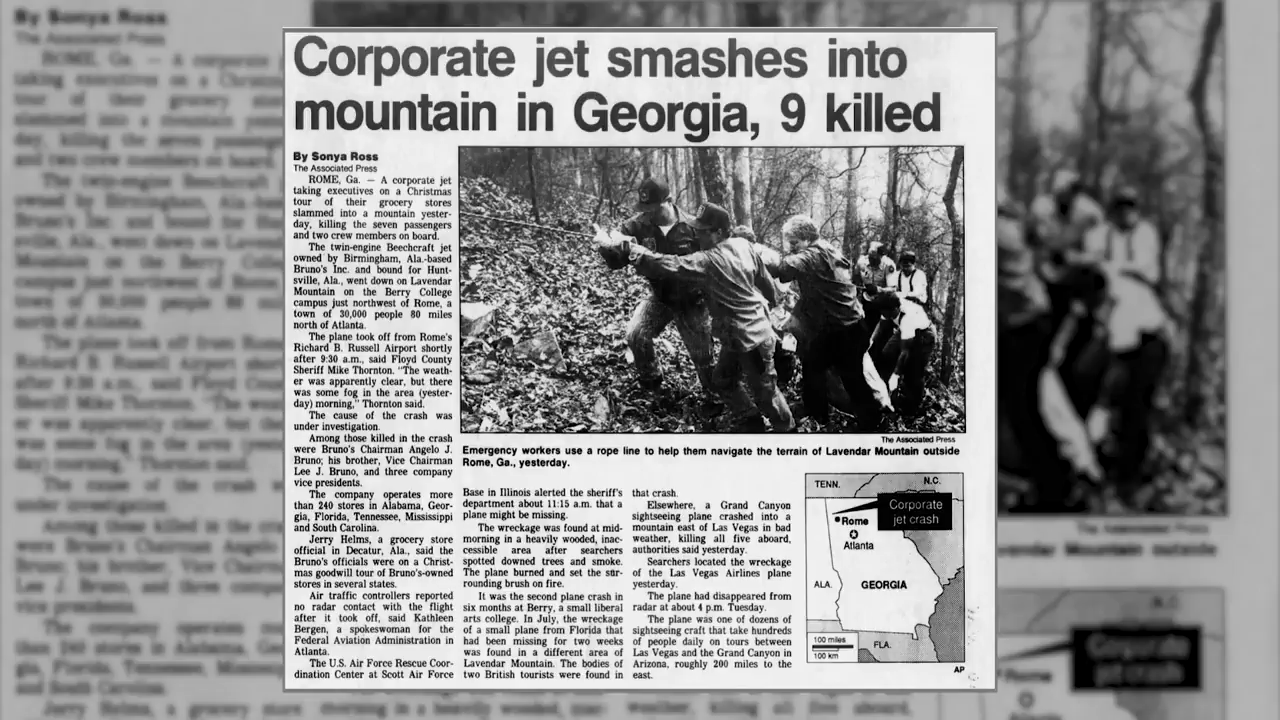 Corporate jet smashes into
mountain in Georgia, 9 killed
By Sonya Ross
The Associated Press
ROME, Ga. — A corporate jet
taking executives on a Christmas
tour of their grocery stores
slammed into a mountain yester-
day, killing the seven passengers
and two crew members on board.
The twin-engine Beechcraft jet
owned by Birmingham, Ala.-based
Bruno's Inc. and bound for Hunt-
sville, Ala., went down on Lavendar
Mountain on the Berry College
campus just northwest of Rome, a
town of 30,000 people 80 miles
north of Atlanta.
The plane took off from Rome's
Richard B. Russell Airport shortly
after 9:30 a.m., said Floyd County
Sheriff Mike Thornton. "The weath-
er was apparently clear, but there
was some fog in the area (yester-
day) morning," Thornton said.
The cause of the crash was
under investigation.
Among those killed in the crash
were Bruno's Chairman Angelo J.
Bruno; his brother, Vice Chairman
Lee J. Bruno, and three company
vice presidents.
The company operates more
than 240 stores in Alabama, Geor-
gia, Florida, Tennessee, Mississippi
and South Carolina.
Jerry Helms, a grocery store
official in Decatur, Ala., said the
Bruno's officials were on a Christ-
mas goodwill tour of Bruno's-owned
stores in several states.
Air traffic controllers reported
no radar contact with the flight
after it took off, said Kathleen
Bergen, a spokeswoman for the
Federal Aviation Administration in
Atlanta.
The U.S. Air Force Rescue Coor-
dination Center at Scott Air Force
The Associated Press
Emergency workers use a rope line to help them navigate the terrain of Lavendar Mountain outside
Rome, Ga., yesterday.
Base in Illinois alerted the sheriff's
department about 11:15 a.m. that a
plane might be missing.
The wreckage was found at mid-
morning in a heavily wooded, inac-
cessible area after searchers
spotted downed trees and smoke.
The plane burned and set the sur-
rounding brush on fire.
It was the second plane crash in
six months at Berry, a small liberal
arts college. In July, the wreckage
of a small plane from Florida that
had been missing for two weeks
was found in a different area of
Lavendar Mountain. The bodies of
two British tourists were found in
that crash.
Elsewhere, a Grand Canyon
sightseeing plane crashed into a
mountain east of Las Vegas in bad
weather, killing all five aboard,
authorities said yesterday.
Searchers located the wreckage
of the Las Vegas Airlines plane
yesterday.
The plane had disappeared from
radar at about 4 p.m. Tuesday.
The plane was one of dozens of
sightseeing craft that take hundreds
of people daily on tours between
Las Vegas and the Grand Canyon in
Arizona, roughly 200 miles to the
east.
TENN.
N.C.
Corporate
jet crash
Rome
Atlanta
ALA.
GEORGIA
100 miles
100 km
FLA.
AP